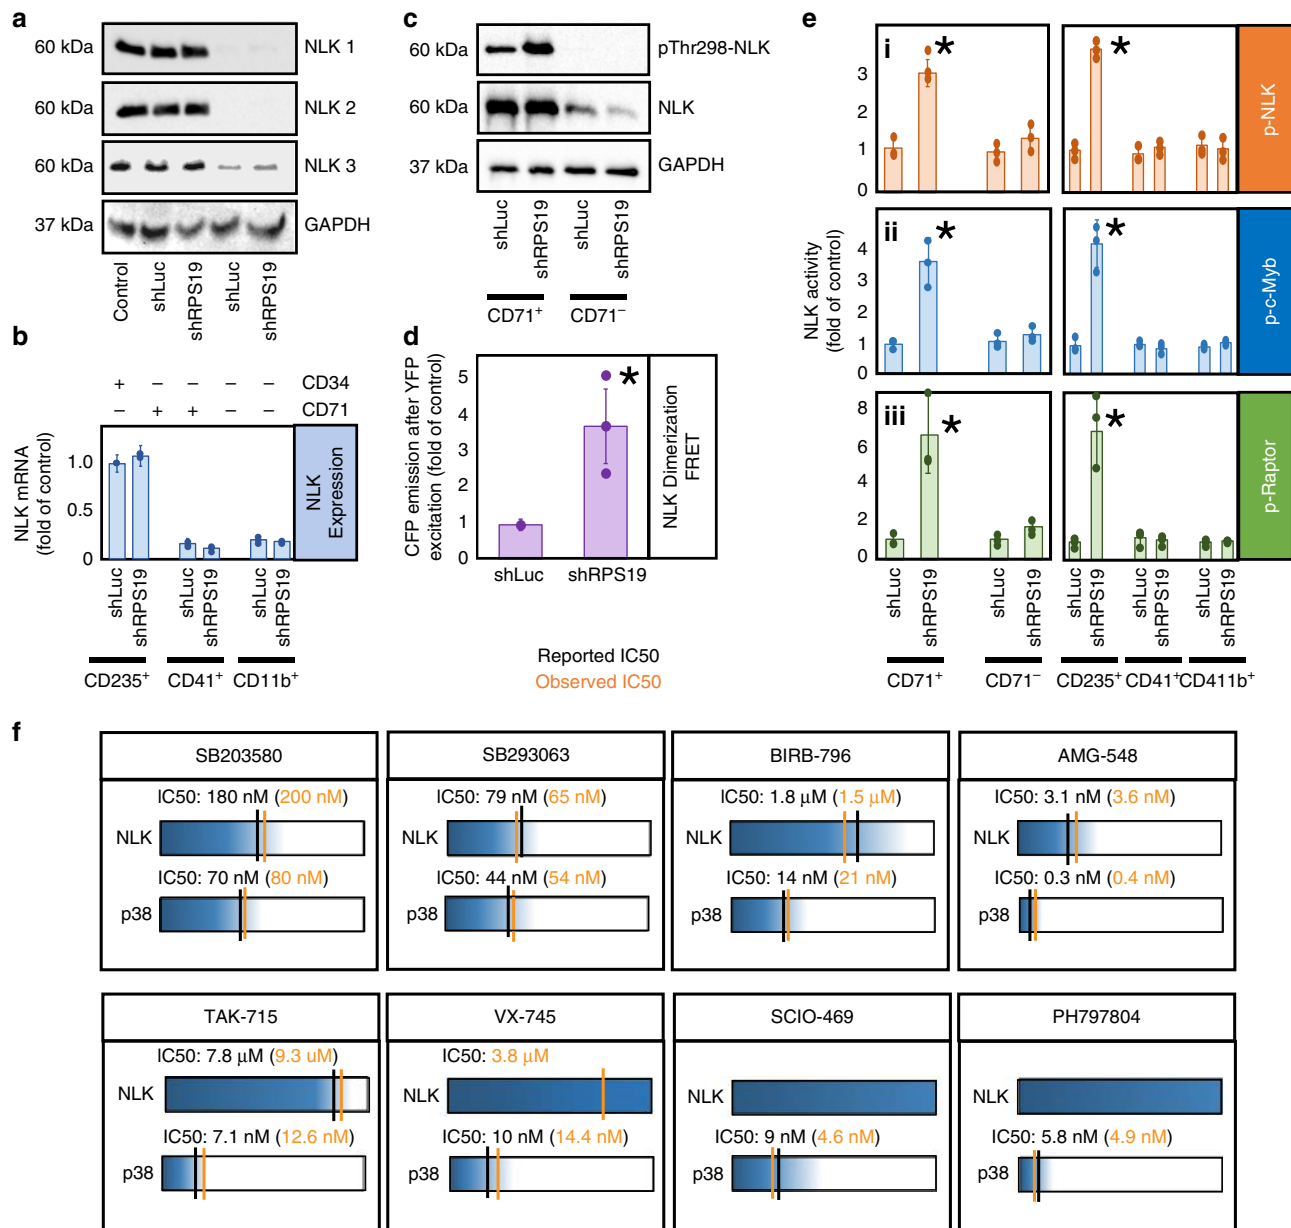 a
60 kDa NLK 1
60 kDa NLK 2
60 kDa NLK 3
37 kDa GAPDH
Control shLuc shRPS19 shLuc shRPS19
+ – – – – CD34
– + + – – CD71
b
NLK mRNA
(fold of control)
1.0
0.5
0
NLK
Expression
shLuc shRPS19 shLuc shRPS19 shLuc shRPS19
CD235+ CD41+ CD11b+
c
60 kDa pThr298-NLK
60 kDa NLK
37 kDa GAPDH
shLuc shRPS19 shLuc shRPS19
CD71+ CD71–
d
CFP emission after YFP
excitation (fold of control)
5
4
3
2
1
0
*
NLK Dimerization
FRET
shLuc shRPS19
Reported IC50
Observed IC50
e
NLK activity
(fold of control)
i
3
2
1
0
* *
p-NLK
ii
4
3
2
1
0
* *
p-c-Myb
iii
8
6
4
2
0
* *
p-Raptor
shLuc shRPS19 shLuc shRPS19 shLuc shRPS19 shLuc shRPS19 shLuc shRPS19
CD71+ CD71– CD235+ CD41+ CD411b+
f
SB203580
IC50: 180 nM (200 nM)
NLK
IC50: 70 nM (80 nM)
p38
SB293063
IC50: 79 nM (65 nM)
NLK
IC50: 44 nM (54 nM)
p38
BIRB-796
IC50: 1.8 µM (1.5 µM)
NLK
IC50: 14 nM (21 nM)
p38
AMG-548
IC50: 3.1 nM (3.6 nM)
NLK
IC50: 0.3 nM (0.4 nM)
p38
TAK-715
IC50: 7.8 µM (9.3 uM)
NLK
IC50: 7.1 nM (12.6 nM)
p38
VX-745
IC50: 3.8 µM
NLK
IC50: 10 nM (14.4 nM)
p38
SCIO-469
NLK
IC50: 9 nM (4.6 nM)
p38
PH797804
NLK
IC50: 5.8 nM (4.9 nM)
p38